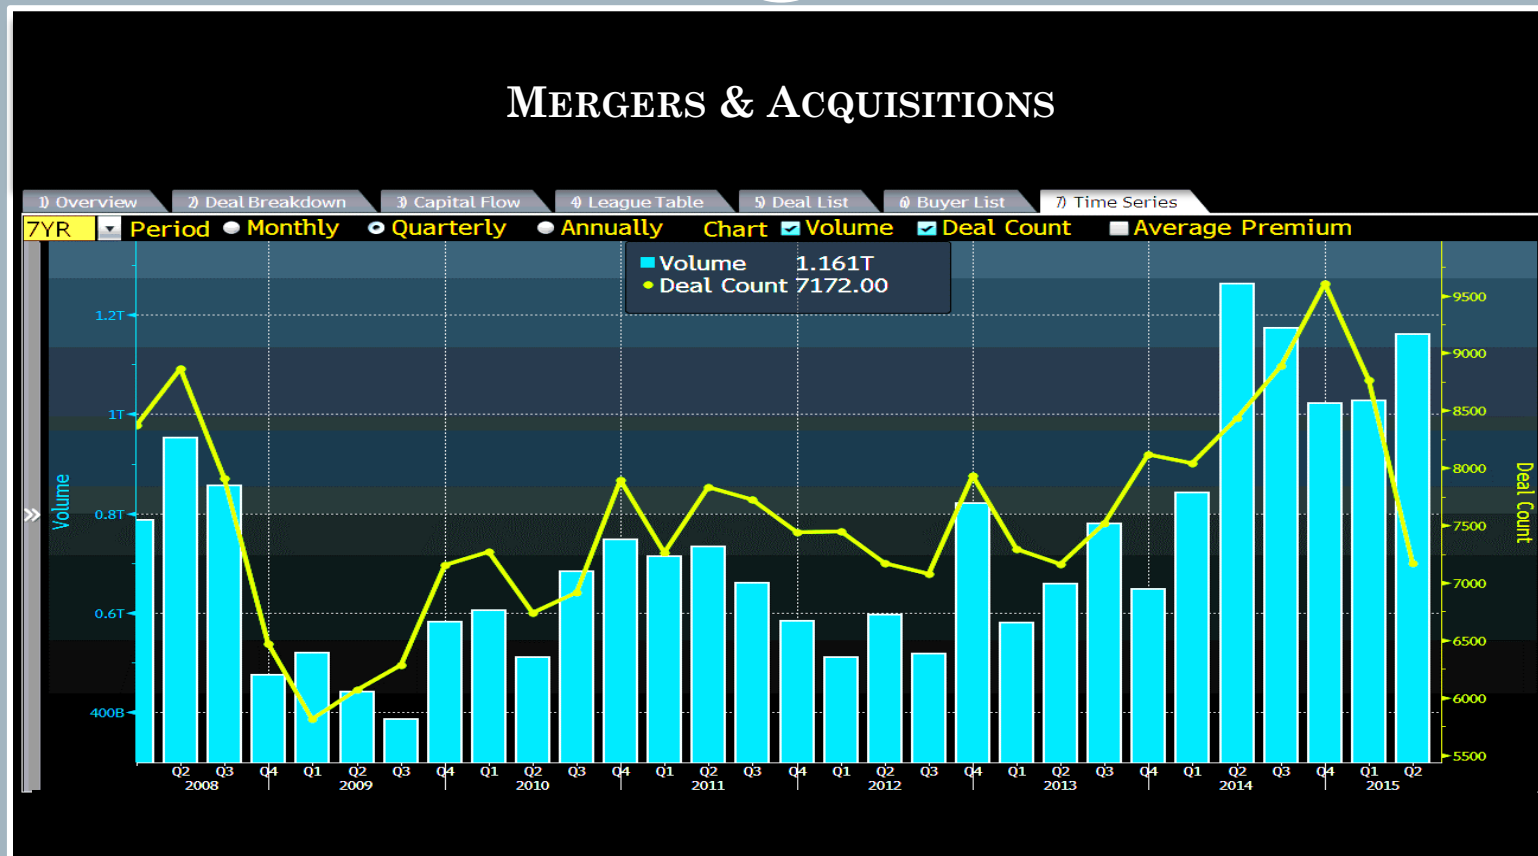 MERGERS & ACQUISITIONS
1) Overview 2) Deal Breakdown 3) Capital Flow 4) League Table 5) Deal List 6) Buyer List 7) Time Series
7YR Period Monthly Quarterly Annually Chart Volume Deal Count Average Premium
Volume 1.161T
Deal Count 7172.00
1.2T
1T
0.8T
0.6T
400B
Volume
9500
9000
8500
8000
7500
7000
6500
6000
5500
Deal Count
Q2 Q3 Q4 Q1 Q2 Q3 Q4 Q1 Q2 Q3 Q4 Q1 Q2 Q3 Q4 Q1 Q2 Q3 Q4 Q1 Q2 Q3 Q4 Q1 Q2 Q3 Q4 Q1 Q2
2008 2009 2010 2011 2012 2013 2014 2015